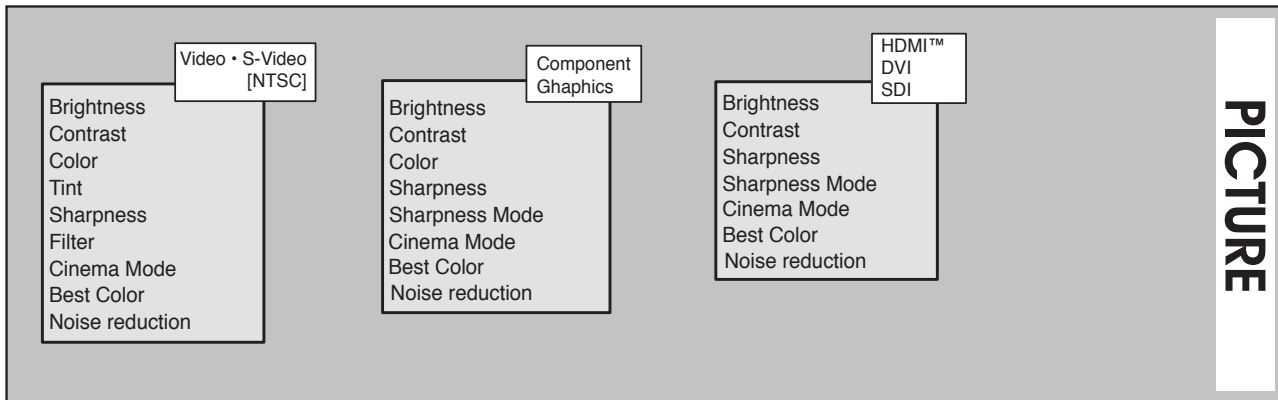 Video • S-Video
[NTSC]
Brightness
Contrast
Color
Tint
Sharpness
Filter
Cinema Mode
Best Color
Noise reduction
Component
Ghaphics
Brightness
Contrast
Color
Sharpness
Sharpness Mode
Cinema Mode
Best Color
Noise reduction
HDMI™
DVI
SDI
Brightness
Contrast
Sharpness
Sharpness Mode
Cinema Mode
Best Color
Noise reduction
PICTURE